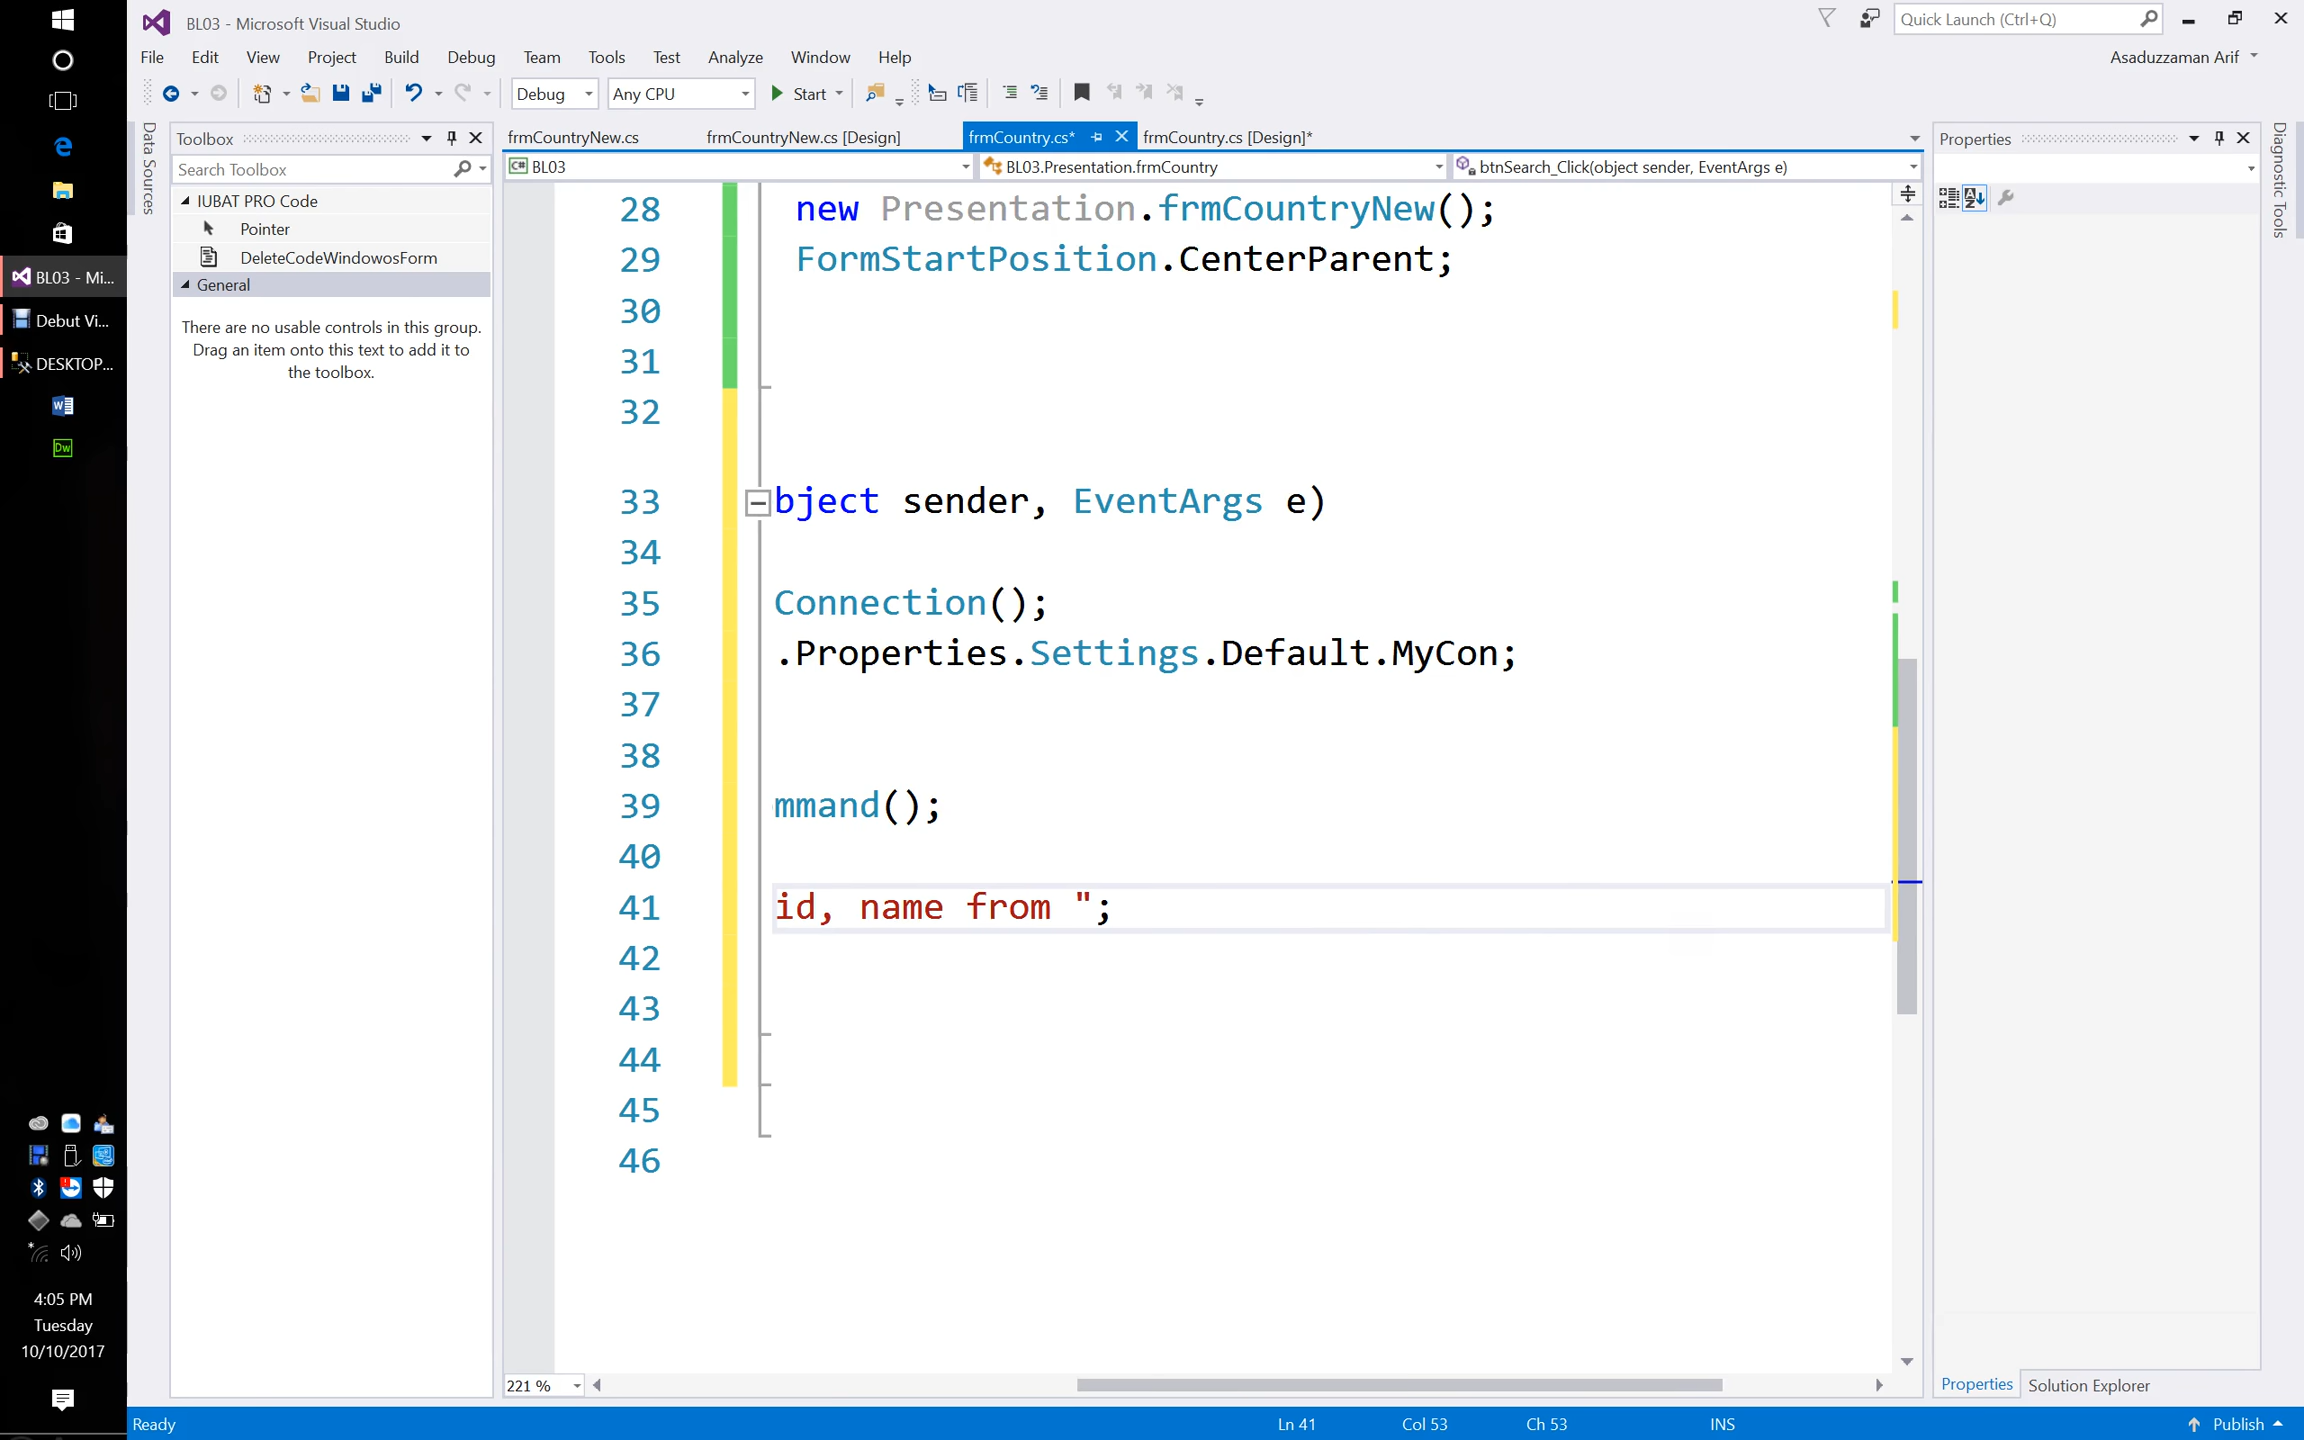 BL03 - Microsoft Visual Studio
Quick Launch (Ctrl+Q)
File Edit View Project Build Debug Team Tools Test Analyze Window Help
Asaduzzaman Arif
Debug Any CPU Start
Data Sources
Toolbox
Search Toolbox
IUBAT PRO Code
Pointer
DeleteCodeWindowosForm
General
There are no usable controls in this group.
Drag an item onto this text to add it to
the toolbox.
frmCountryNew.cs frmCountryNew.cs [Design] frmCountry.cs* frmCountry.cs [Design]*
C# BL03 BL03.Presentation.frmCountry btnSearch_Click(object sender, EventArgs e)
28 new Presentation.frmCountryNew();
29 FormStartPosition.CenterParent;
30
31
32
33 bject sender, EventArgs e)
34
35 Connection();
36 .Properties.Settings.Default.MyCon;
37
38
39 mmand();
40
41 id, name from ";
42
43
44
45
46
221 %
Properties
Diagnostic Tools
Properties Solution Explorer
BL03 - Mi...
Debut Vi...
DESKTOP...
W
Dw
4:05 PM
Tuesday
10/10/2017
Ready Ln 41 Col 53 Ch 53 INS Publish